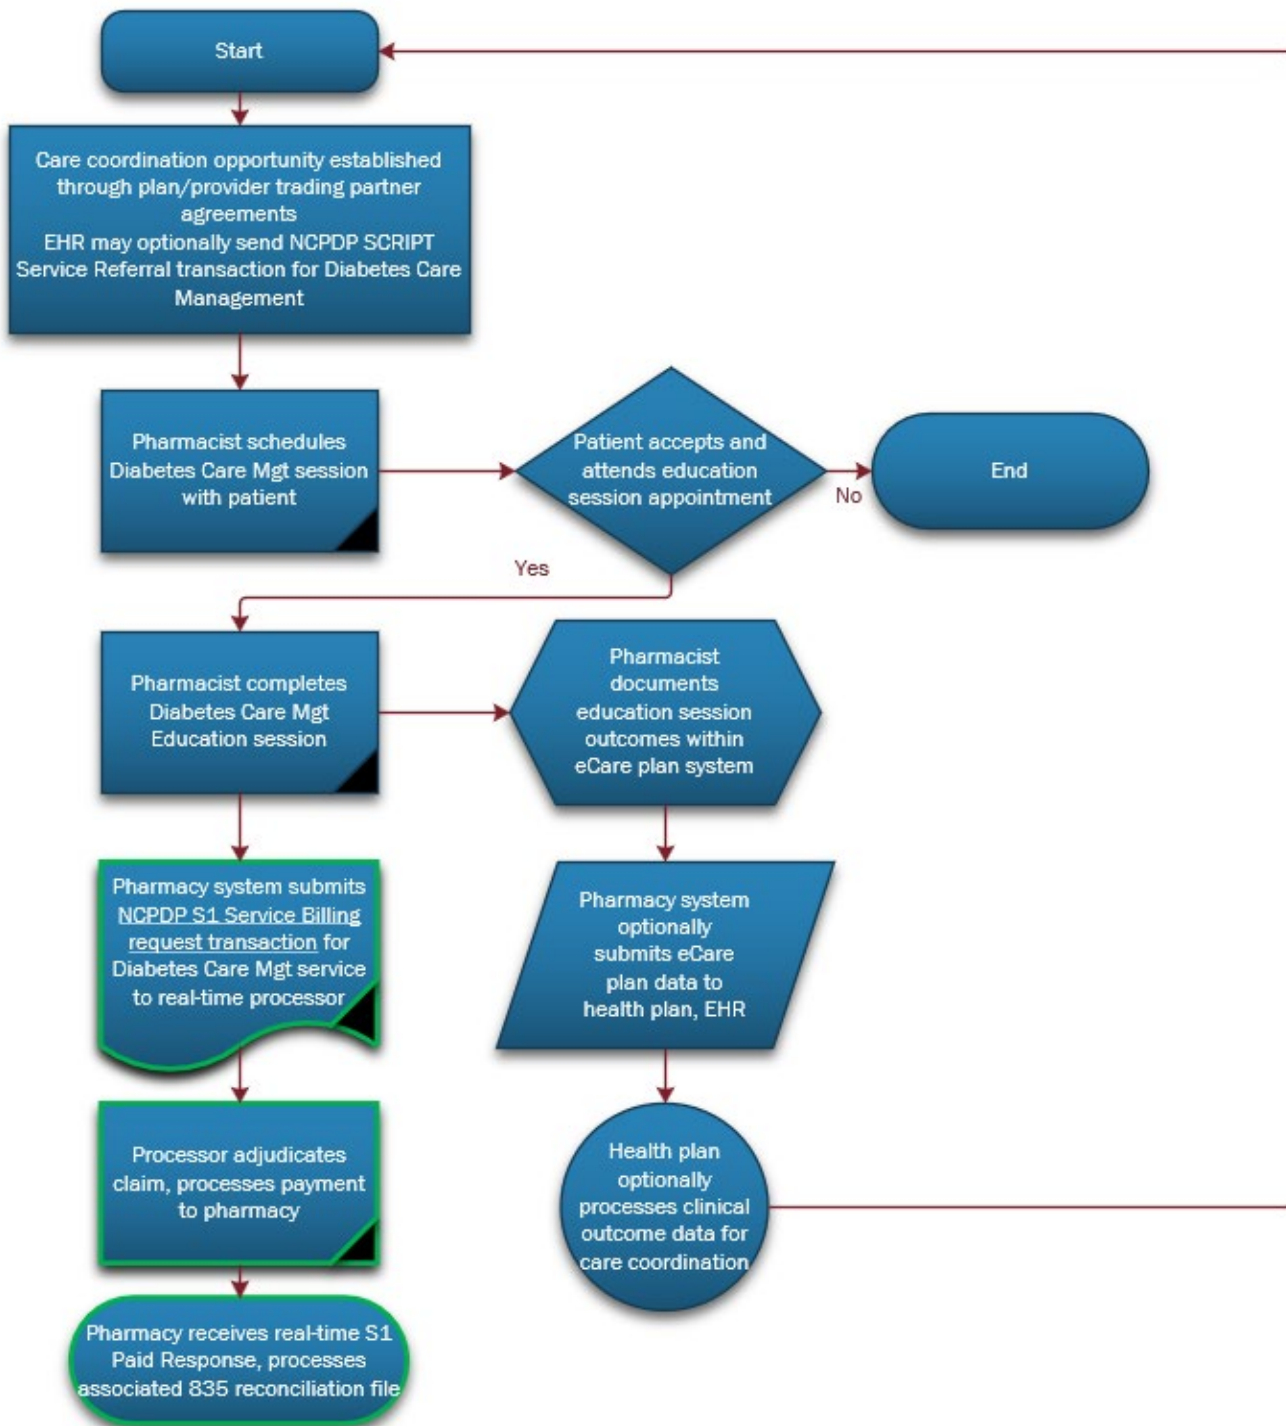 Start
Care coordination opportunity established
through plan/provider trading partner
agreements
EHR may optionally send NCPDP SCRIPT
Service Referral transaction for Diabetes Care
Management
Pharmacist schedules
Diabetes Care Mgt session
with patient
Patient accepts and
attends education
session appointment
No
End
Yes
Pharmacist completes
Diabetes Care Mgt
Education session
Pharmacist
documents
education session
outcomes within
eCare plan system
Pharmacy system submits
NCPDP S1 Service Billing
request transaction for
Diabetes Care Mgt service
to real-time processor
Pharmacy system
optionally
submits eCare
plan data to
health plan, EHR
Processor adjudicates
claim, processes payment
to pharmacy
Health plan
optionally
processes clinical
outcome data for
care coordination
Pharmacy receives real-time S1
Paid Response, processes
associated 835 reconciliation file